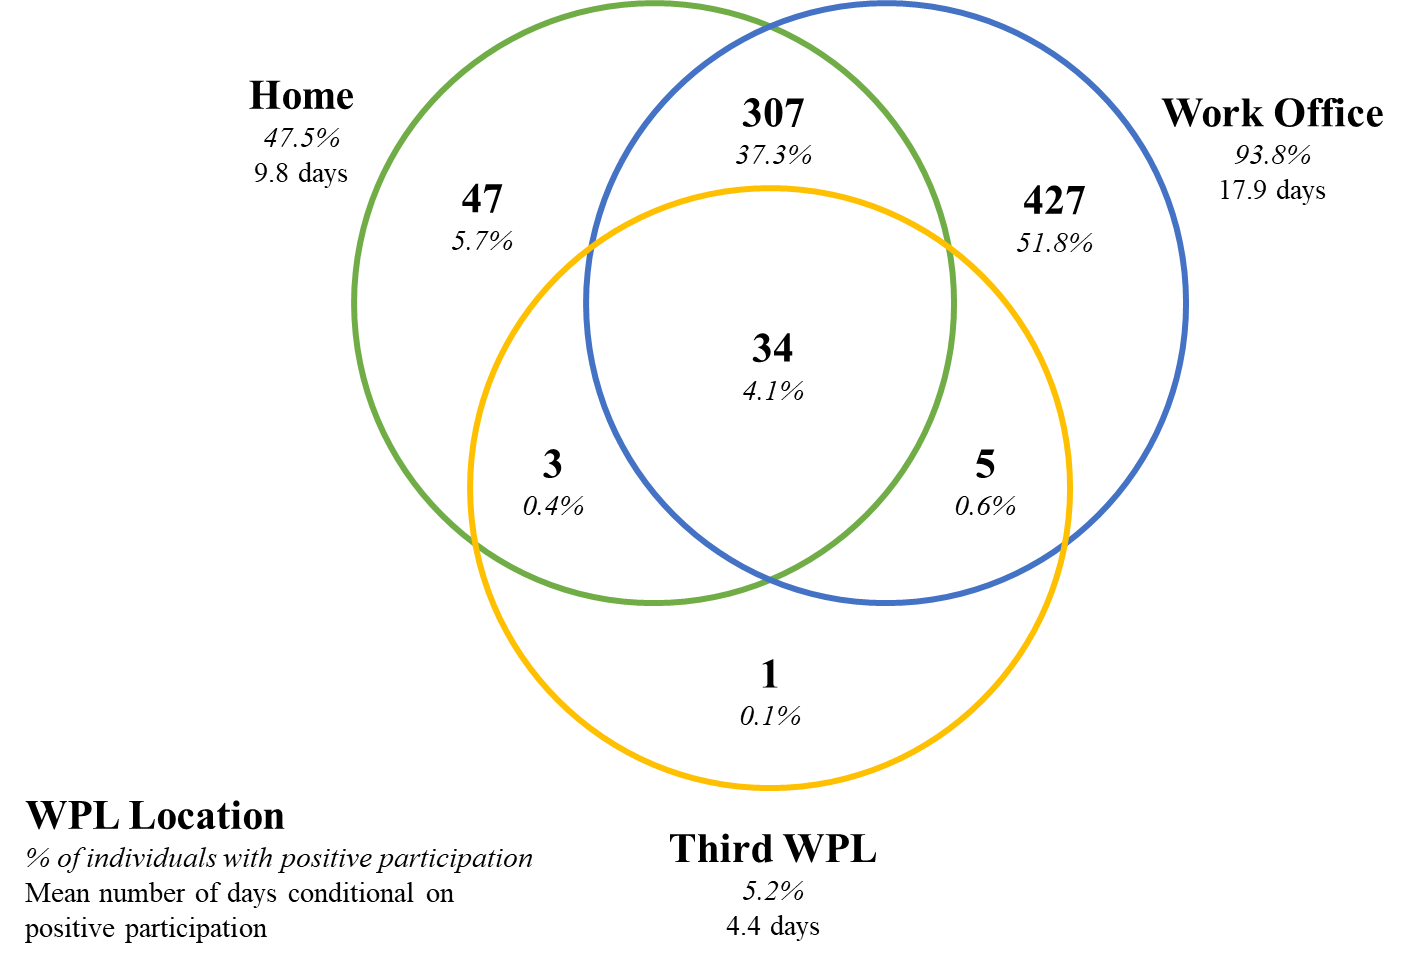 Home
47.5%
9.8 days
Work Office
93.8%
17.9 days
307
37.3%
47
5.7%
427
51.8%
34
4.1%
3
0.4%
5
0.6%
1
0.1%
WPL Location
% of individuals with positive participation
Mean number of days conditional on
positive participation
Third WPL
5.2%
4.4 days